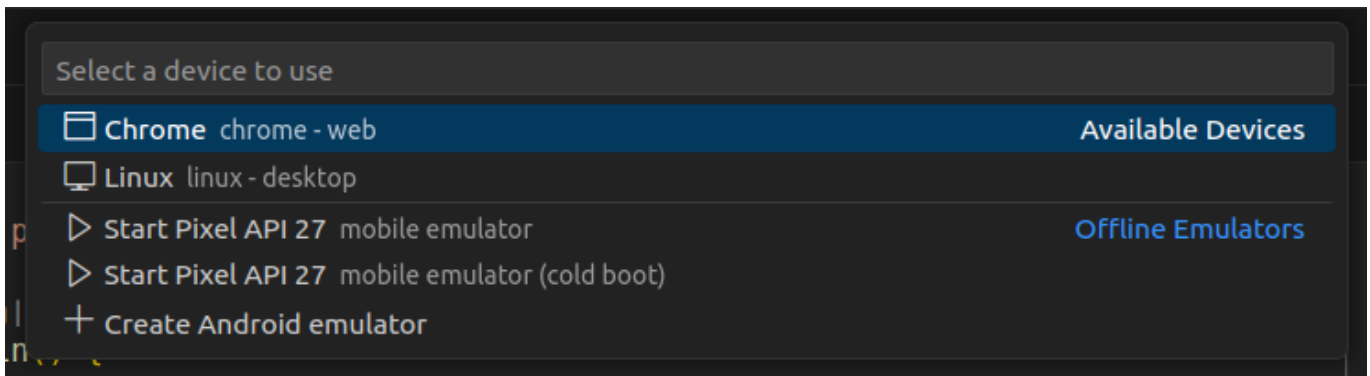 Select a device to use
Chrome chrome - web Available Devices
Linux linux - desktop
Start Pixel API 27 mobile emulator Offline Emulators
Start Pixel API 27 mobile emulator (cold boot)
Create Android emulator